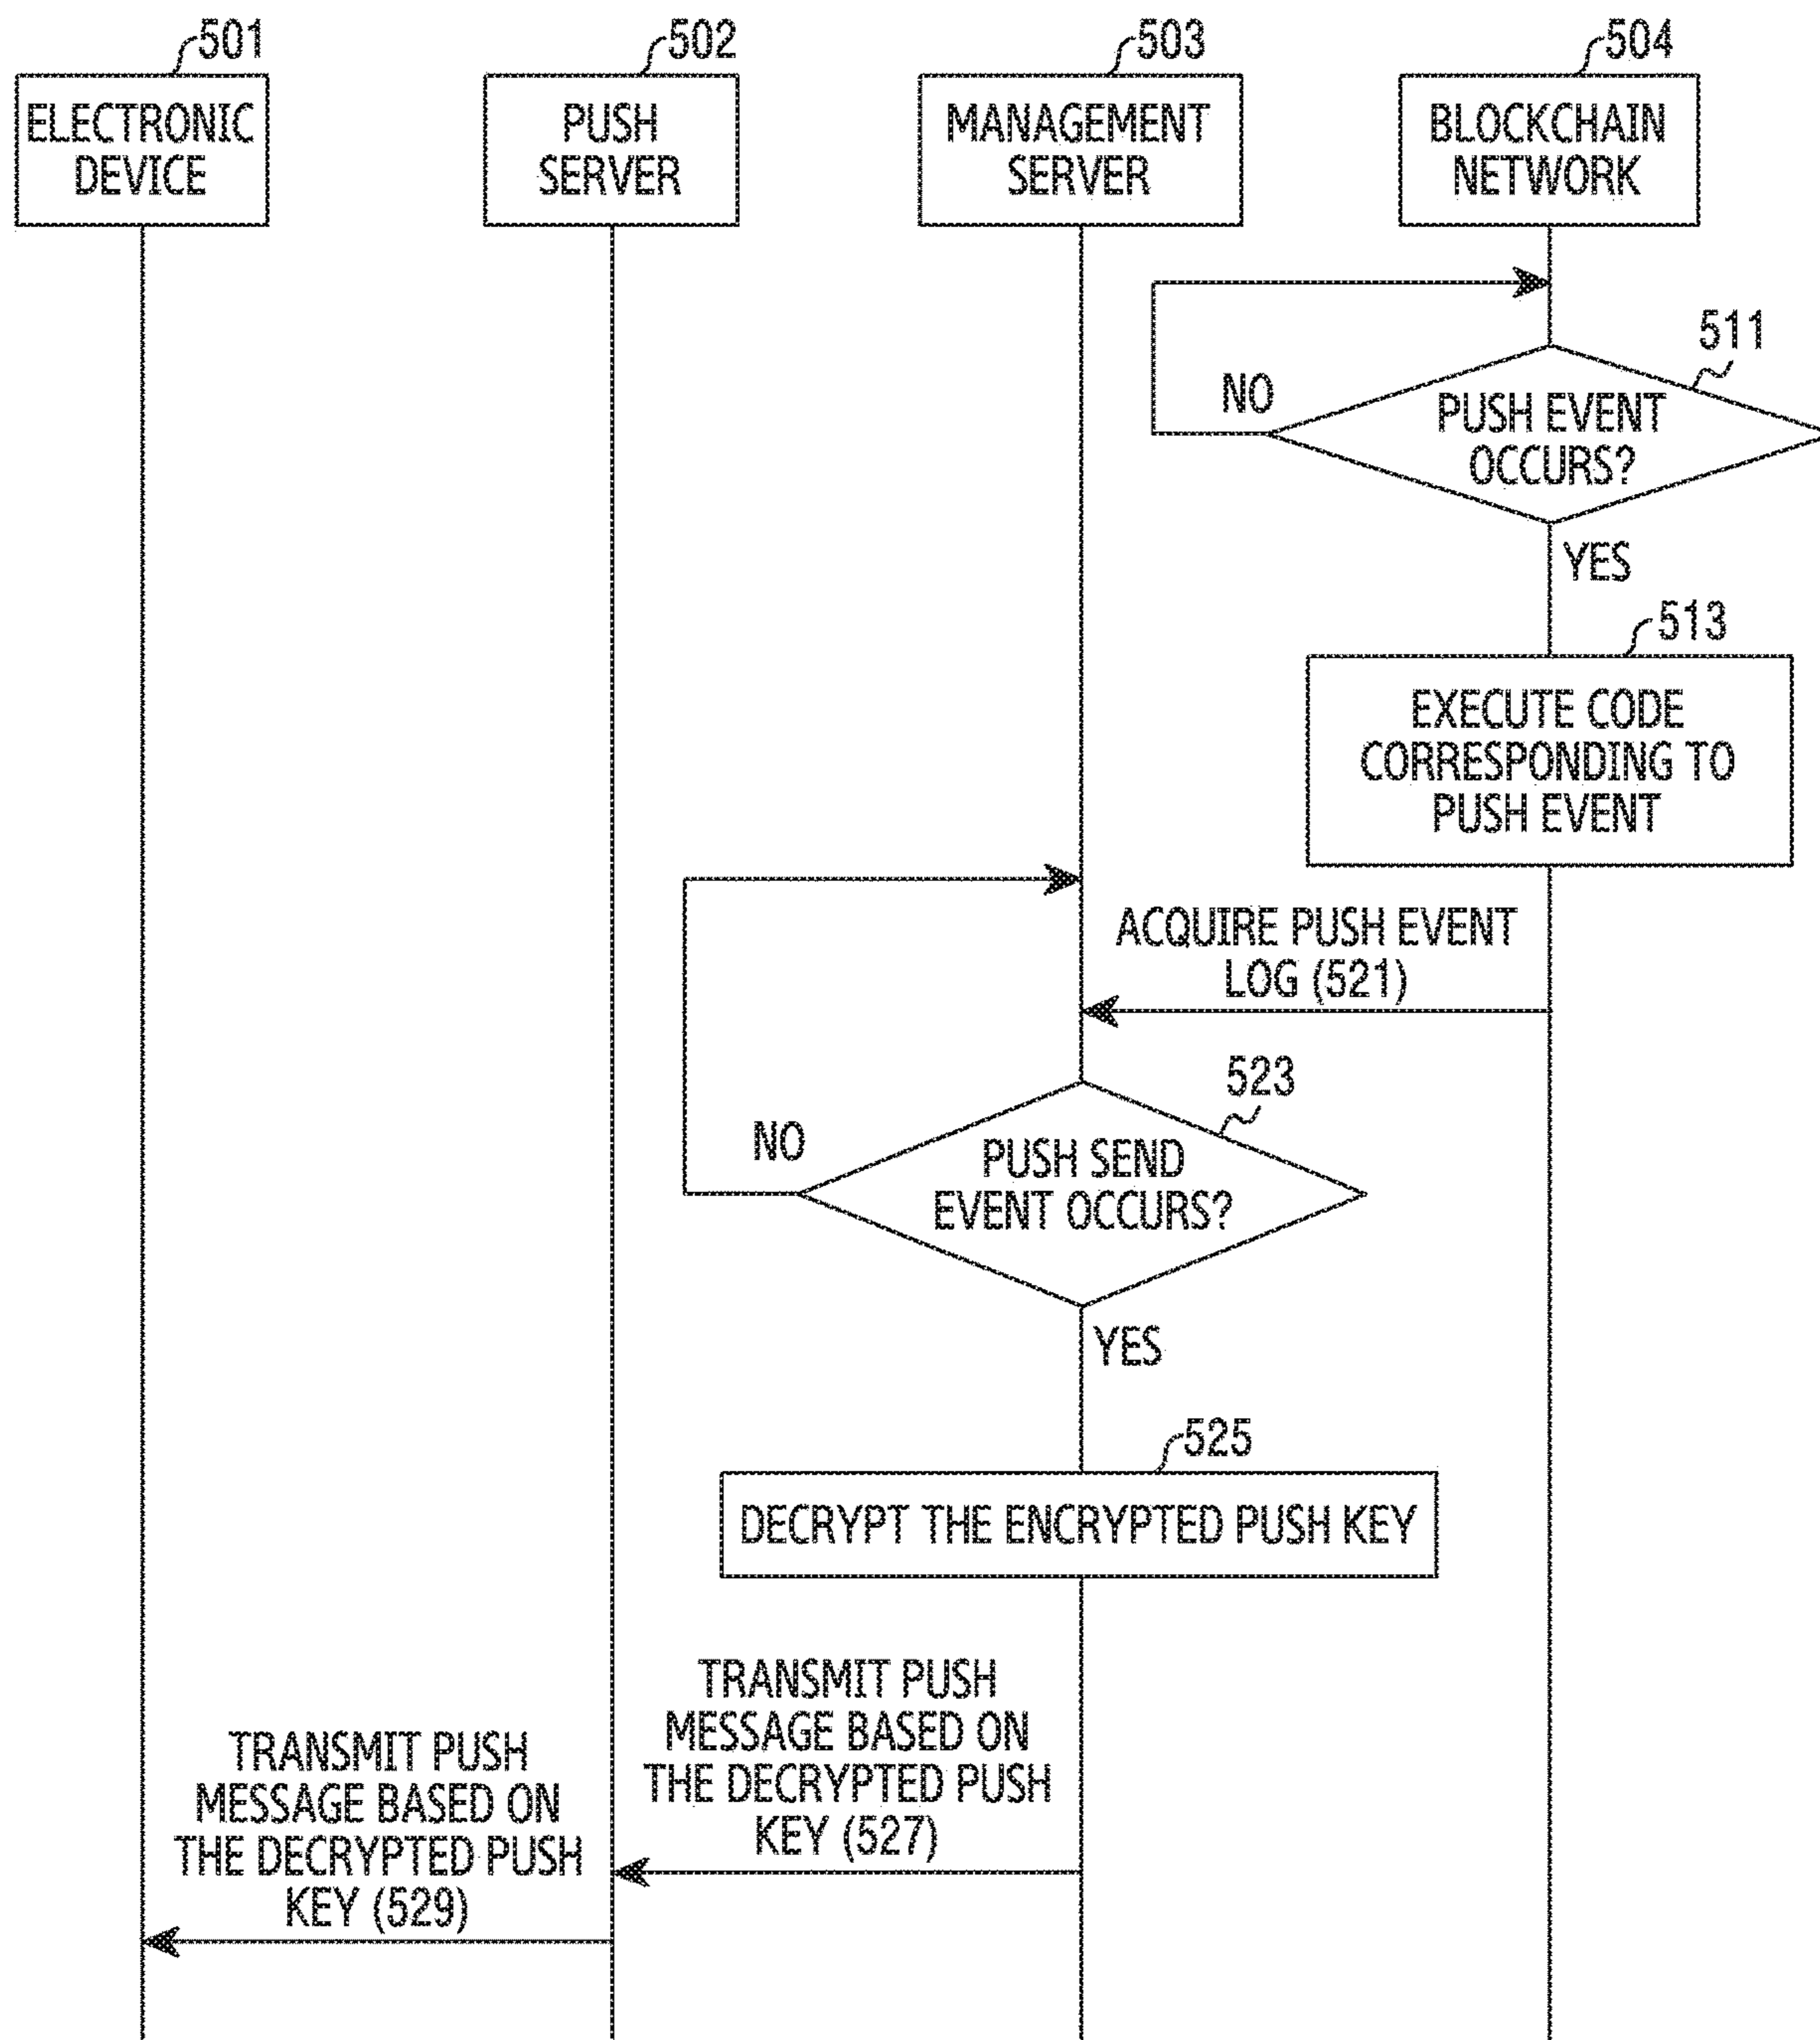 501
502
503
504
ELECTRONIC
DEVICE
PUSH
SERVER
MANAGEMENT
SERVER
BLOCKCHAIN
NETWORK
511
NO
PUSH EVENT
OCCURS?
YES
513
EXECUTE CODE
CORRESPONDING TO
PUSH EVENT
ACQUIRE PUSH EVENT
LOG (521)
523
NO
PUSH SEND
EVENT OCCURS?
YES
525
DECRYPT THE ENCRYPTED PUSH KEY
TRANSMIT PUSH
MESSAGE BASED ON
THE DECRYPTED PUSH
KEY (527)
TRANSMIT PUSH
MESSAGE BASED ON
THE DECRYPTED PUSH
KEY (529)